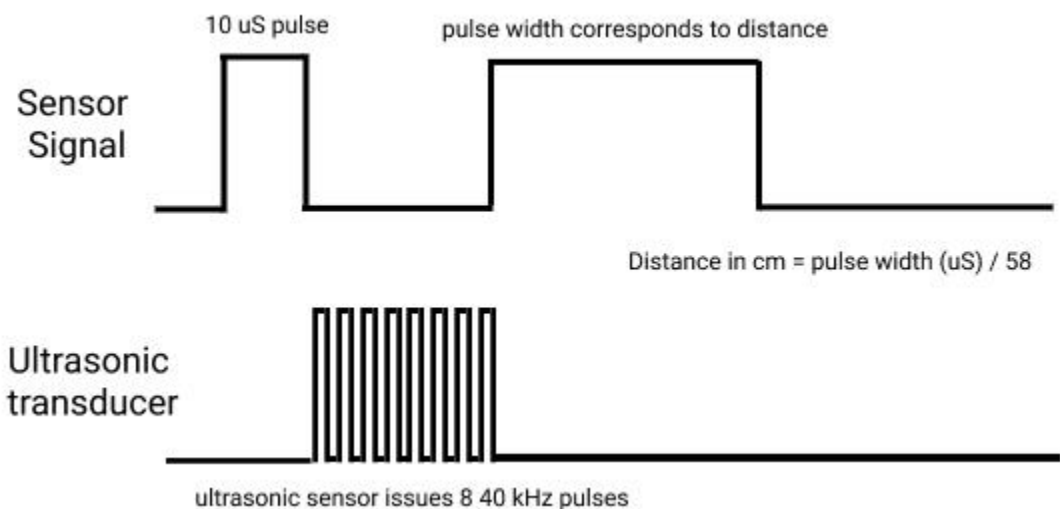 10 uS pulse
pulse width corresponds to distance
Sensor
Signal
Distance in cm = pulse width (uS) / 58
Ultrasonic
transducer
ultrasonic sensor issues 8 40 kHz pulses